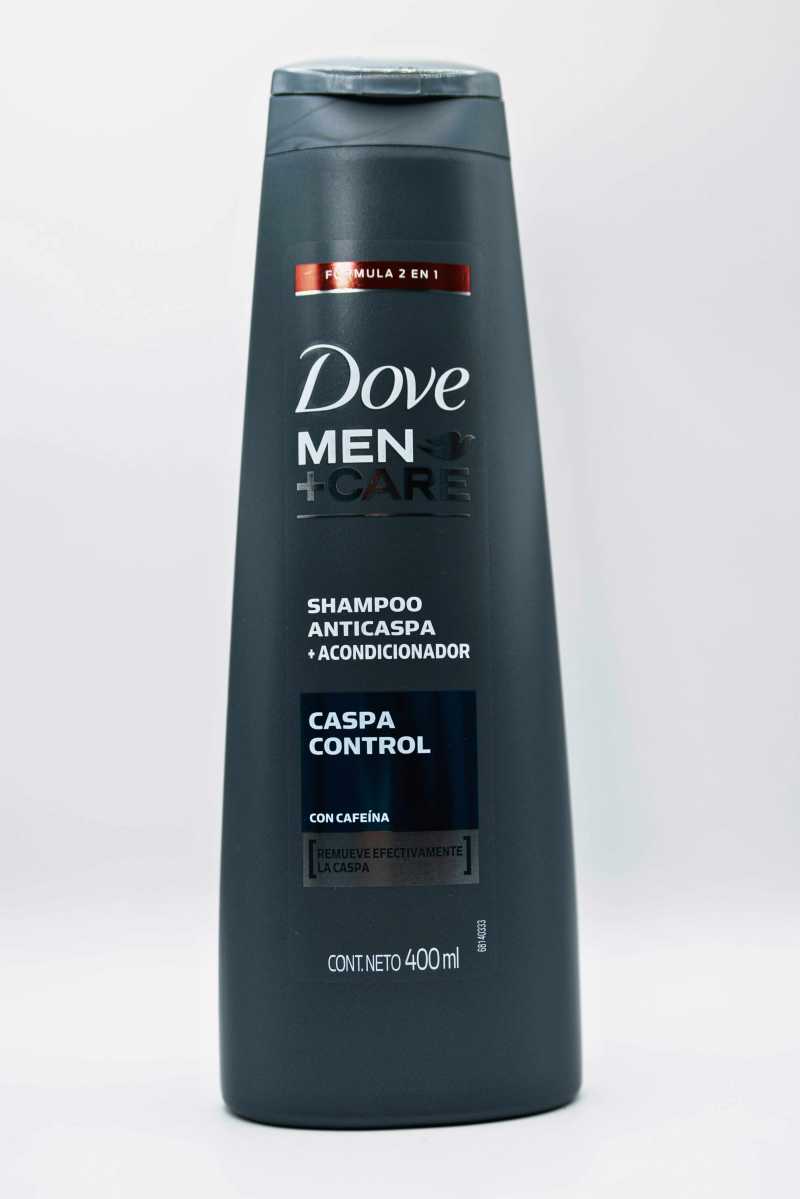 FÓRMULA 2 EN 1
Dove
MEN
+CARE
SHAMPOO
ANTICASPA
+ ACONDICIONADOR
CASPA
CONTROL
CON CAFEÍNA
REMUEVE EFECTIVAMENTE
LA CASPA
68140333
CONT. NETO 400 ml